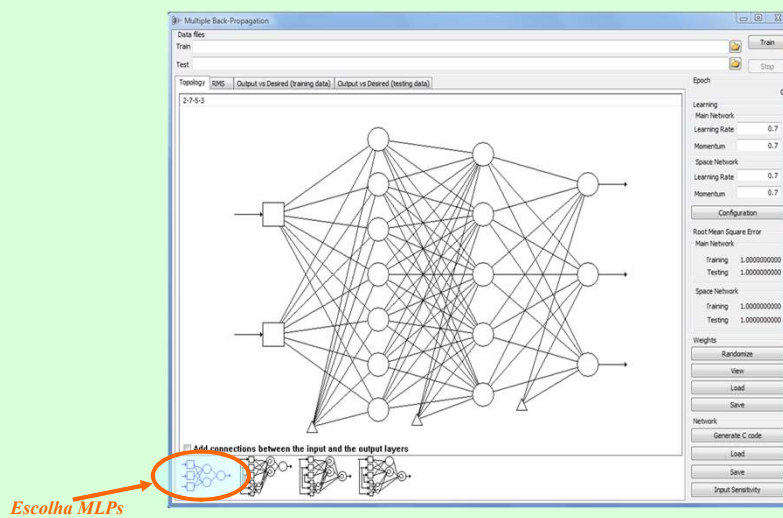 Multiple Back-Propagation
Data files
Train
Train
Test
Stop
Topology RMS Output vs Desired (training data) Output vs Desired (testing data)
Epoch
0
2-7-5-3
Learning
Main Network
Learning Rate 0.7
Momentum 0.7
Space Network
Learning Rate 0.7
Momentum 0.7
Configuration
Root Mean Square Error
Main Network
Training 1.0000000000
Testing 1.0000000000
Space Network
Training 1.0000000000
Testing 1.0000000000
Weights
Randomize
View
Load
Save
Network
Generate C code
Load
Save
Input Sensitivity
Add connections between the input and the output layers
Escolha MLPs